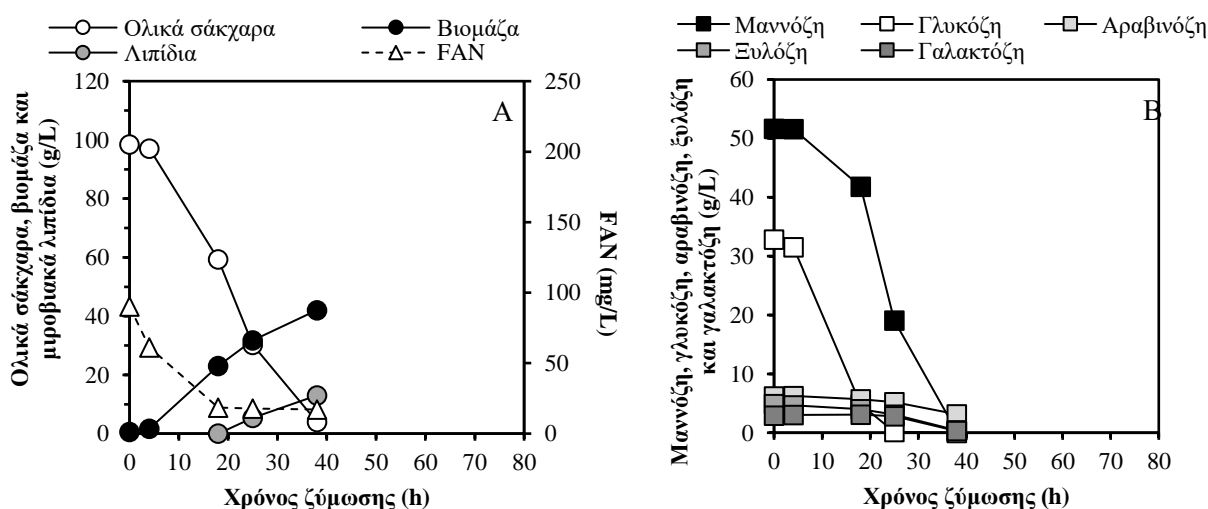 Ολικά σάκχαρα Βιομάζα
Λιπίδια FAN
A
Ολικά σάκχαρα, βιομάζα και
μιροβιακά λιπίδια (g/L)
120
100
80
60
40
20
0
250
200
150
100
50
0
FAN (mg/L)
0 10 20 30 40 50 60 70 80
Χρόνος ζύμωσης (h)
Μαννόζη Γλυκόζη Αραβινόζη
Ξυλόζη Γαλακτόζη
B
Μαννόζη, γλυκόζη, αραβινόζη, ξυλόζη
και γαλακτόζη (g/L)
60
50
40
30
20
10
0
0 10 20 30 40 50 60 70 80
Χρόνος ζύμωσης (h)